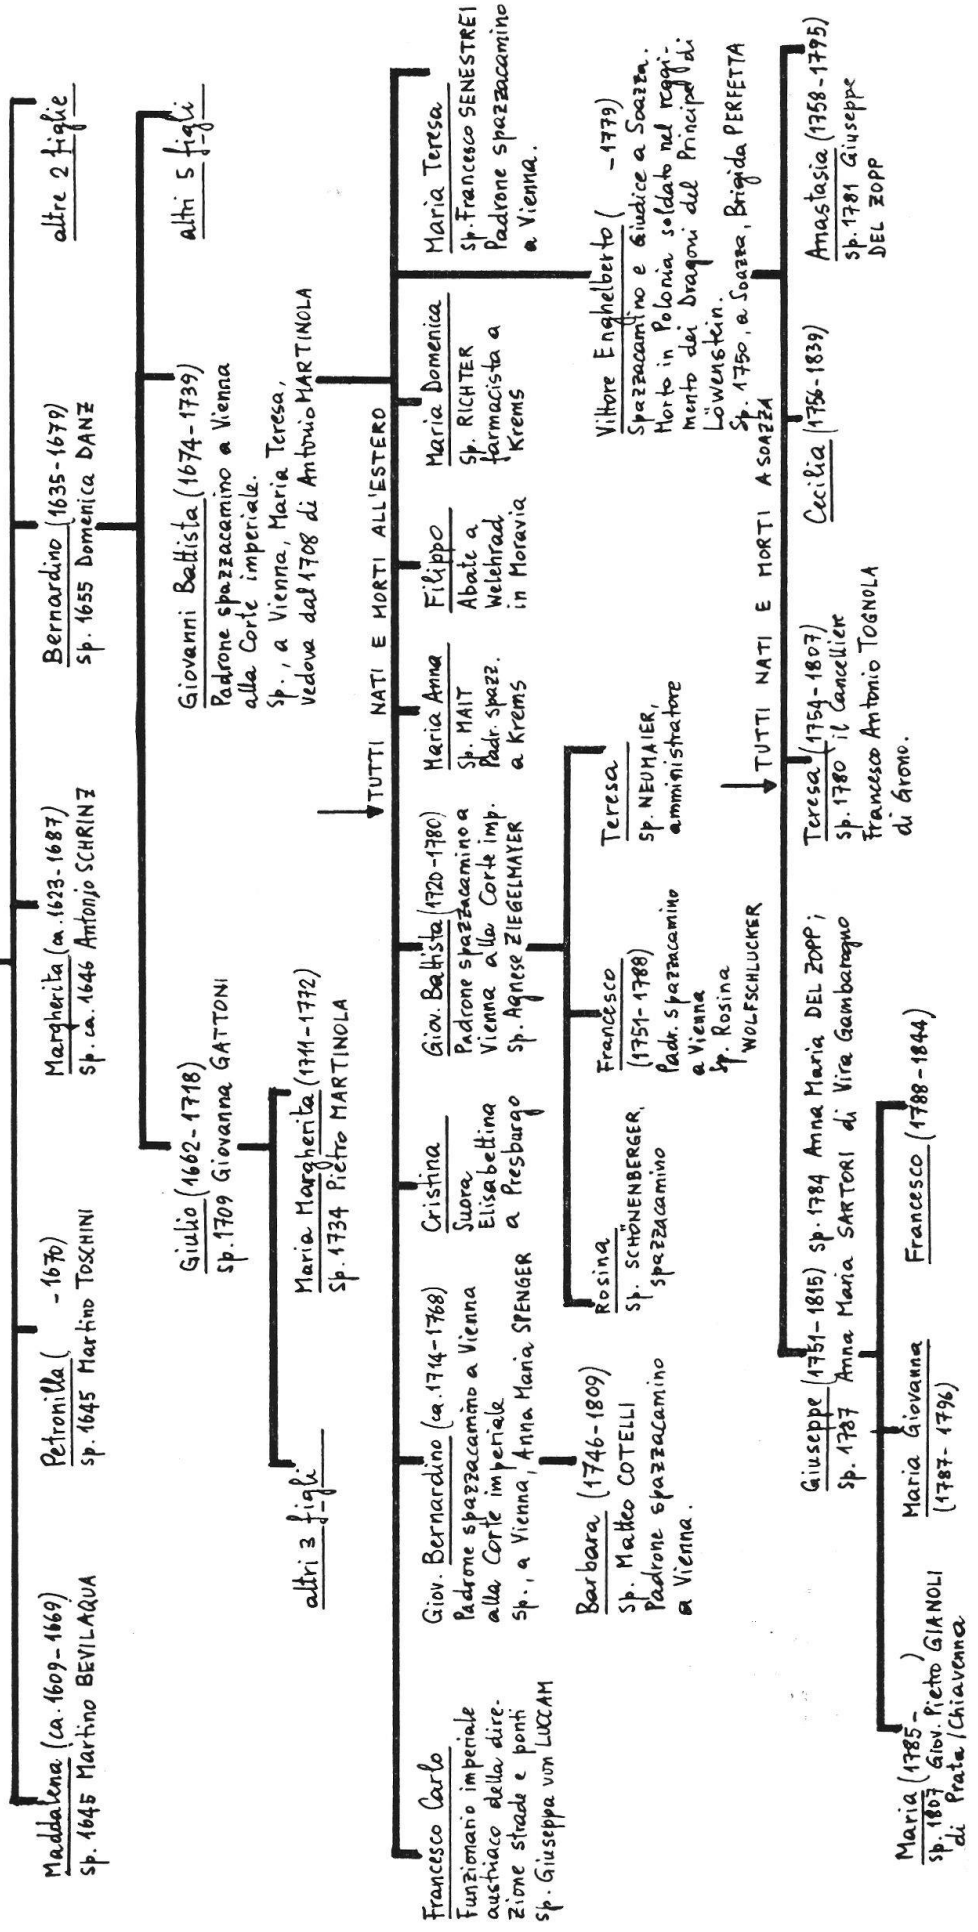 Maddalena (ca. 1609-1669)
Sp. 1645 Martino BEVILAQUA
Petronilla (     -1670)
Sp. 1645 Martino TOSCHINI
Margherita (ca. 1623-1687)
Sp. ca. 1646 Antonio SCHRINZ
Bernardino (1635-1679)
Sp. 1655 Domenica DANZ
altre 2 figlie
Giulio (1662-1718)
Sp. 1709 Giovanna GATTONI
Giovanni Battista (1674-1739)
Padrone spazzacamino a Vienna
alla Corte imperiale.
Sp., a Vienna, Maria Teresa,
vedova dal 1708 di Antonio MARTINOLA
altri 5 figli
altri 3 figli
Maria Margherita (1711-1772)
Sp. 1734 Pietro MARTINOLA
TUTTI NATI E MORTI ALL'ESTERO
Francesco Carlo
Funzionario imperiale
austriaco della dire-
zione strade e ponti
Sp. Giuseppa von LUCCAM
Giov. Bernardino (ca. 1714-1768)
Padrone spazzacamino a Vienna
alla Corte imperiale
Sp., a Vienna, Anna Maria SPENGER
Cristina
Suora
Elisabettina
a Presburgo
Giov. Battista (1720-1780)
Padrone spazzacamino a
Vienna alla Corte imp.
Sp. Agnese ZIEGELMAYER
Maria Anna
Sp. MAIT
Padr. spazz.
a Krems
Filippo
Abate a
Welehrad
in Moravia
Maria Domenica
Sp. RICHTER
farmacista a
Krems
Maria Teresa
Sp. Francesco SENESTREI
Padrone spazzacamino
a Vienna.
Barbara (1746-1809)
Sp. Matteo COTELLI
Padrone spazzacamino
a Vienna.
Rosina
Sp. SCHÖNENBERGER,
spazzacamino
Francesco
(1751-1788)
Padr. spazzacamino
a Vienna
Sp. Rosina
WOLFSCHLUCKER
Teresa
Sp. NEUMAIER,
amministratore
Vittore Enghelberto (     -1779)
Spazzacamino e Giudice a Soazza.
Morto in Polonia soldato nel reggi-
mento dei Dragoni del Principe di
Löwenstein.
Sp. 1750, a Soazza, Brigida PERFETTA
TUTTI NATI E MORTI A SOAZZA
Giuseppe (1751-1815) Sp. 1784 Anna Maria DEL ZOPP;
Sp. 1787 Anna Maria SARTORI di Vira Gambarogno
Teresa (1754-1807)
Sp. 1780 il Cancelliere
Francesco Antonio TOGNOLA
di Grono.
Cecilia (1756-1839)
Anastasia (1758-1795)
Sp. 1781 Giuseppe
DEL ZOPP
Maria (1785-     )
Sp. 1807 Giov. Pietro GIANOLI
di Prata/Chiavenna
Maria Giovanna
(1787-1796)
Francesco (1788-1844)